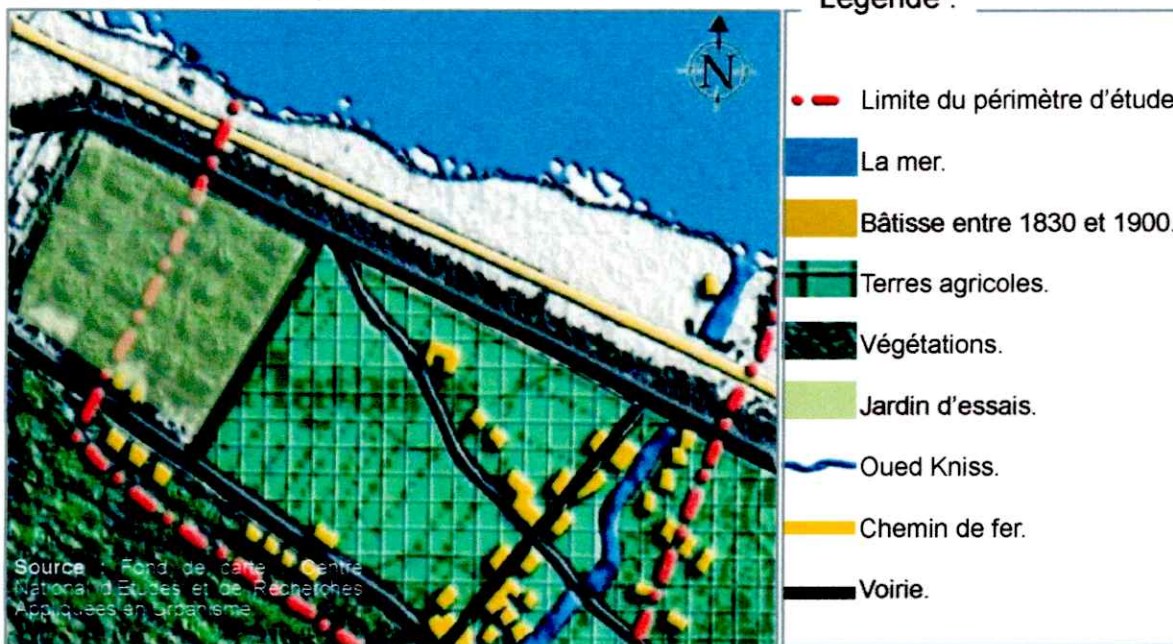 Légende :
N
Limite du périmètre d'étude
La mer.
Bâtisse entre 1830 et 1900.
Terres agricoles.
Végétations.
Jardin d'essais.
Oued Kniss.
Chemin de fer.
Voirie.
Source : Fond de carte Centre
National d'Etudes et de Recherches
Appliquées en Urbanisme